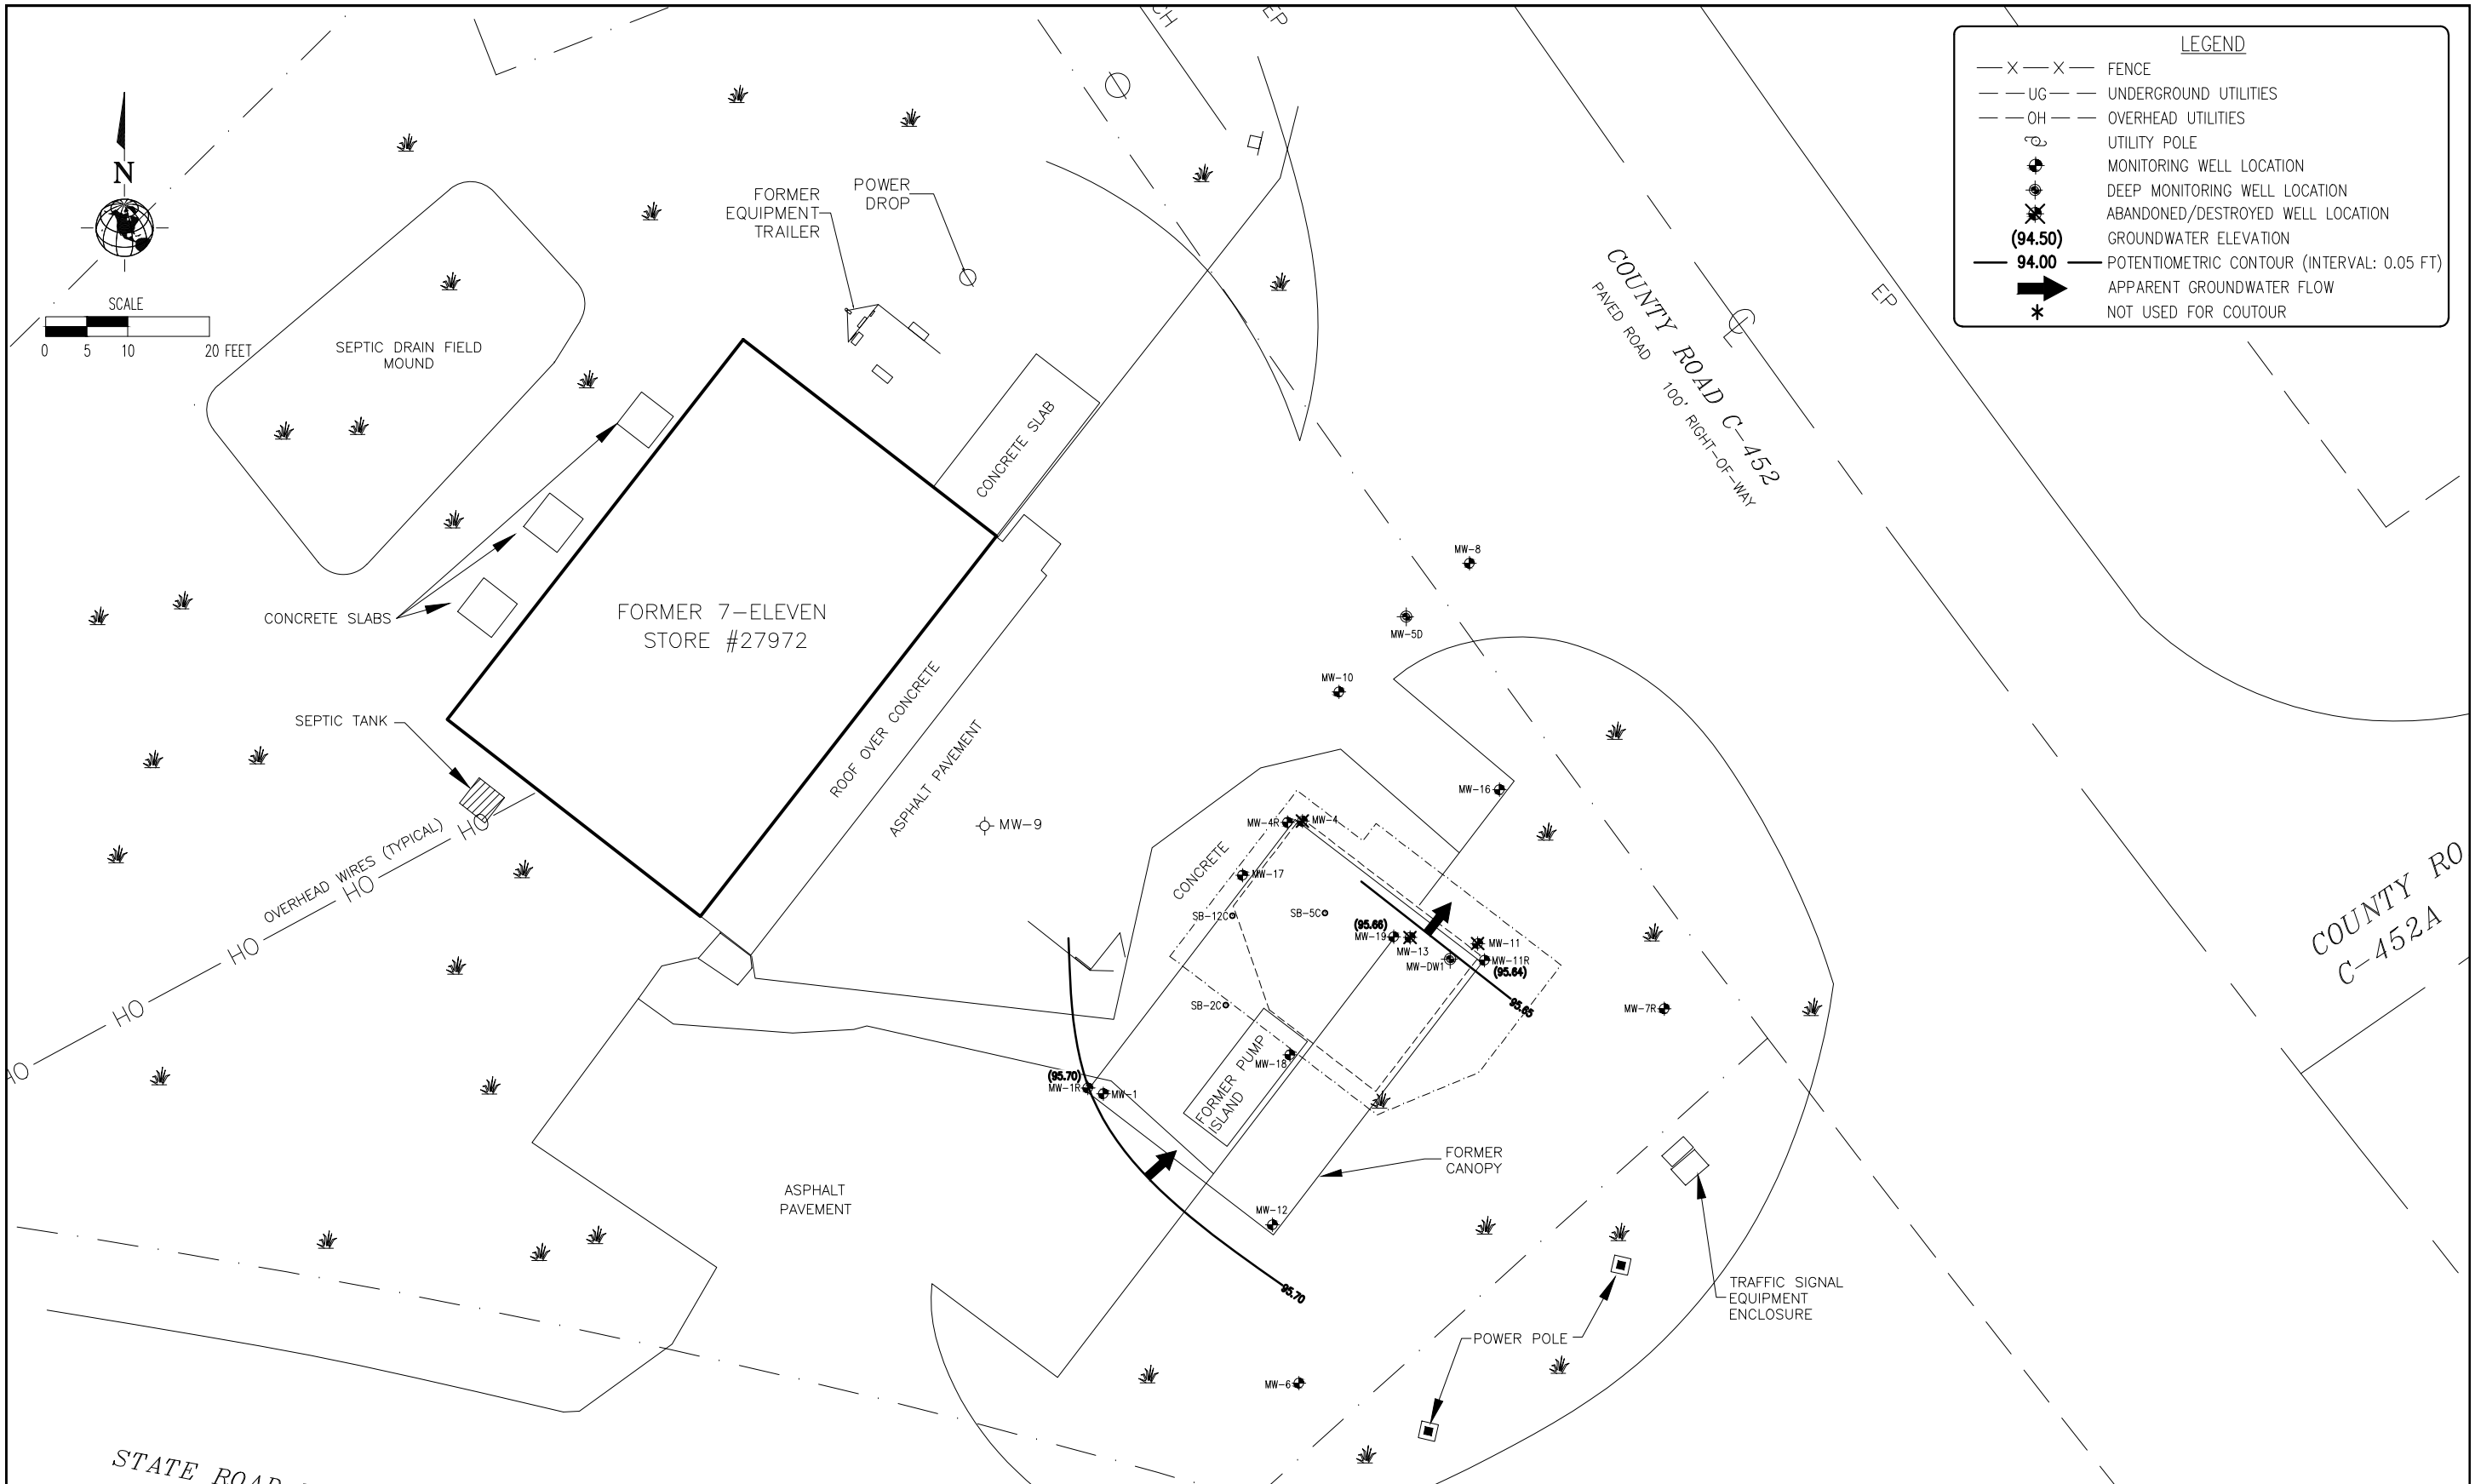 CH
EP
LEGEND
X X FENCE
UG UNDERGROUND UTILITIES
OH OVERHEAD UTILITIES
UTILITY POLE
MONITORING WELL LOCATION
DEEP MONITORING WELL LOCATION
ABANDONED/DESTROYED WELL LOCATION
(94.50) GROUNDWATER ELEVATION
94.00 POTENTIOMETRIC CONTOUR (INTERVAL: 0.05 FT)
APPARENT GROUNDWATER FLOW
* NOT USED FOR COUTOUR
N
SCALE
0 5 10 20 FEET
SEPTIC DRAIN FIELD
MOUND
FORMER
EQUIPMENT
TRAILER
POWER
DROP
CONCRETE SLAB
COUNTY ROAD C-452
PAVED ROAD 100' RIGHT-OF-WAY
EP
CONCRETE SLABS
FORMER 7-ELEVEN
STORE #27972
SEPTIC TANK
ROOF OVER CONCRETE
ASPHALT PAVEMENT
OVERHEAD WIRES (TYPICAL)
HO
HO
HO
HO
HO
MW-8
MW-5D
MW-10
MW-16
MW-9
MW-4R
MW-4
CONCRETE
MW-17
SB-12C
SB-5C
(95.66)
MW-19
MW-13
MW-11
MW-DW1
MW-11R
(95.64)
95.65
SB-2C
MW-7R
MW-18
FORMER PUMP
ISLAND
(95.70)
MW-1R
MW-1
FORMER
CANOPY
MW-12
95.70
ASPHALT
PAVEMENT
TRAFFIC SIGNAL
EQUIPMENT
ENCLOSURE
POWER POLE
MW-6
COUNTY RO
C-452A
STATE ROAD